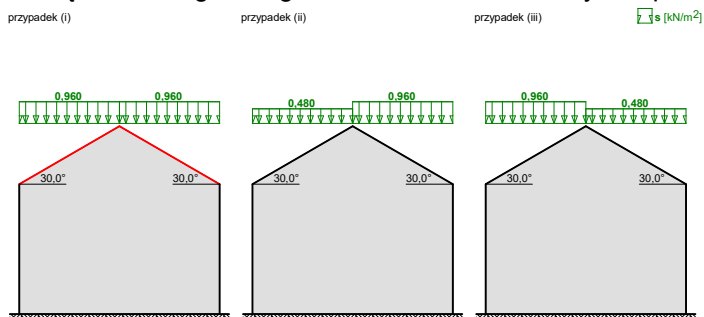 przypadek (i) przypadek (ii) przypadek (iii) s [kN/m2]
0,960 0,960 0,480 0,960 0,960 0,480
30,0° 30,0° 30,0° 30,0° 30,0° 30,0°